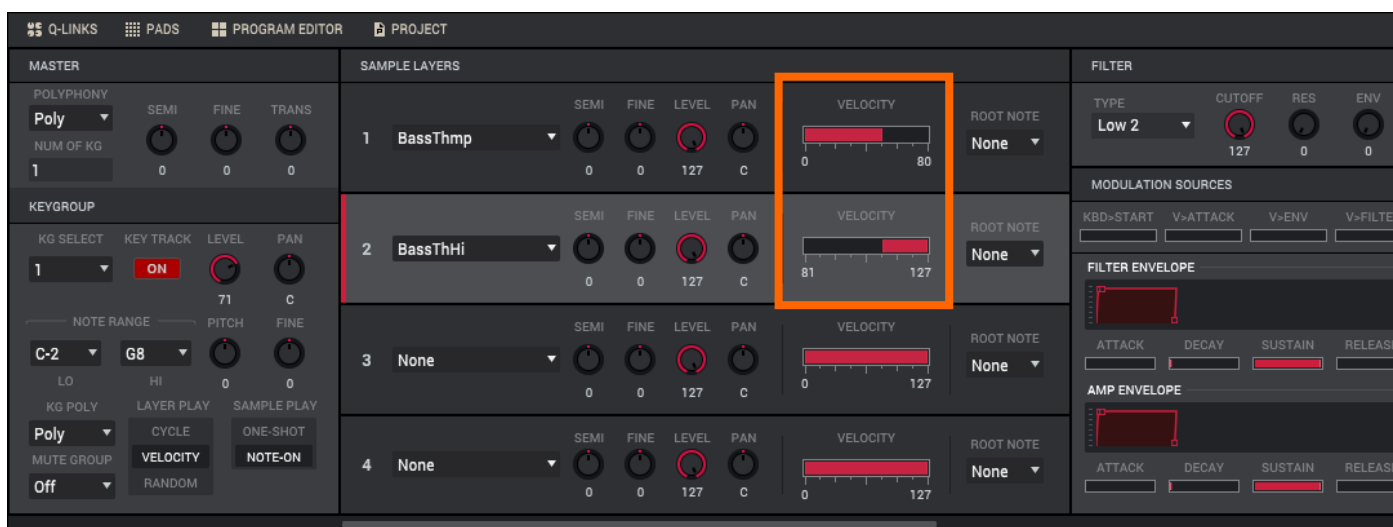 Q-LINKS PADS PROGRAM EDITOR PROJECT
MASTER
POLYPHONY
Poly
SEMI FINE TRANS
NUM OF KG
1
0 0 0
KEYGROUP
KG SELECT KEY TRACK LEVEL PAN
1 ON
71 C
NOTE RANGE PITCH FINE
C-2 G8
LO HI 0 0
KG POLY LAYER PLAY SAMPLE PLAY
Poly CYCLE ONE-SHOT
MUTE GROUP VELOCITY NOTE-ON
Off RANDOM
SAMPLE LAYERS
SEMI FINE LEVEL PAN VELOCITY ROOT NOTE
1 BassThmp None
0 0 127 C 0 80
SEMI FINE LEVEL PAN VELOCITY ROOT NOTE
2 BassThHi None
0 0 127 C 81 127
SEMI FINE LEVEL PAN VELOCITY ROOT NOTE
3 None None
0 0 127 C 0 127
SEMI FINE LEVEL PAN VELOCITY ROOT NOTE
4 None None
0 0 127 C 0 127
FILTER
TYPE CUTOFF RES ENV
Low 2
127 0 0
MODULATION SOURCES
KBD>START V>ATTACK V>ENV V>FILTE
FILTER ENVELOPE
ATTACK DECAY SUSTAIN RELEAS
AMP ENVELOPE
ATTACK DECAY SUSTAIN RELEAS